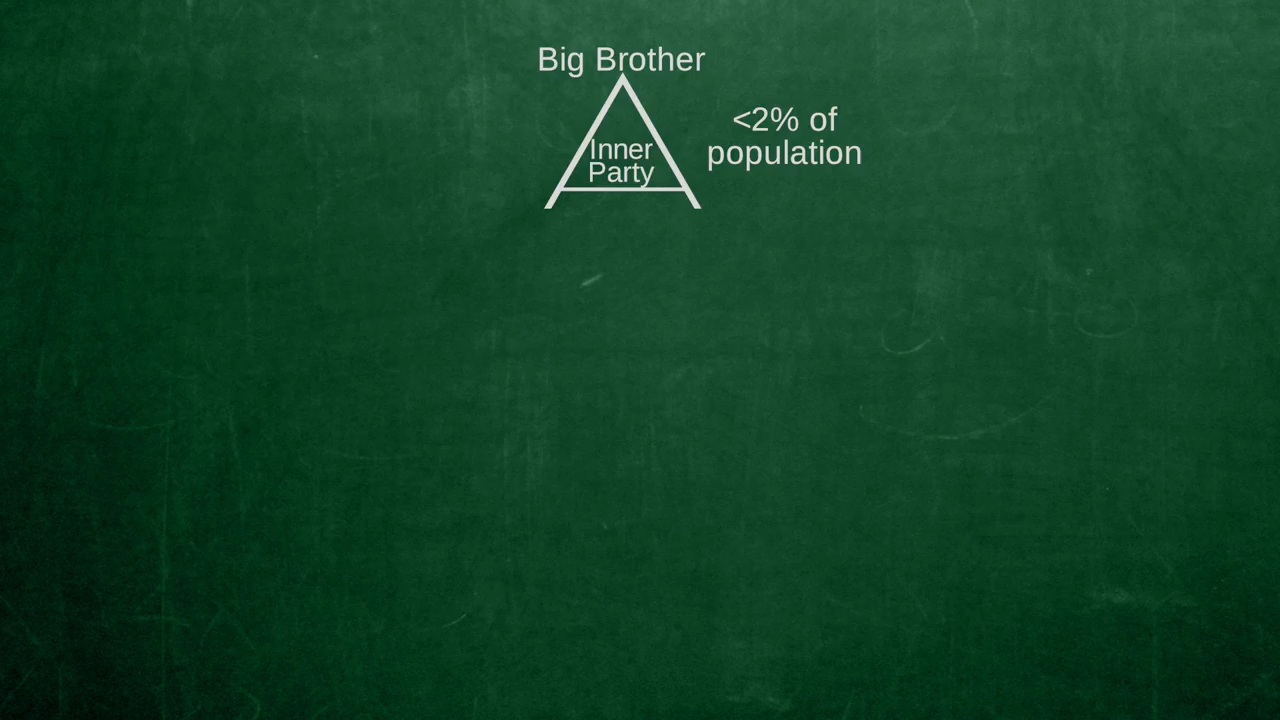 Big Brother
<2% of
population
Inner
Party